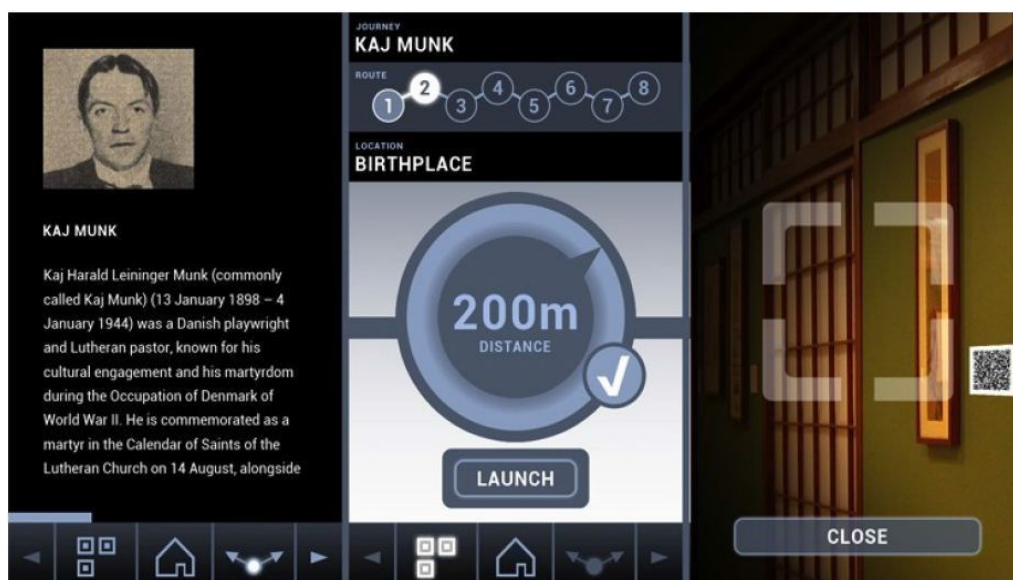 KAJ MUNK
Kaj Harald Leininger Munk (commonly
called Kaj Munk) (13 January 1898 – 4
January 1944) was a Danish playwright
and Lutheran pastor, known for his
cultural engagement and his martyrdom
during the Occupation of Denmark of
World War II. He is commemorated as a
martyr in the Calendar of Saints of the
Lutheran Church on 14 August, alongside
JOURNEY
KAJ MUNK
ROUTE
1 2 3 4 5 6 7 8
LOCATION
BIRTHPLACE
200m
DISTANCE
LAUNCH
CLOSE